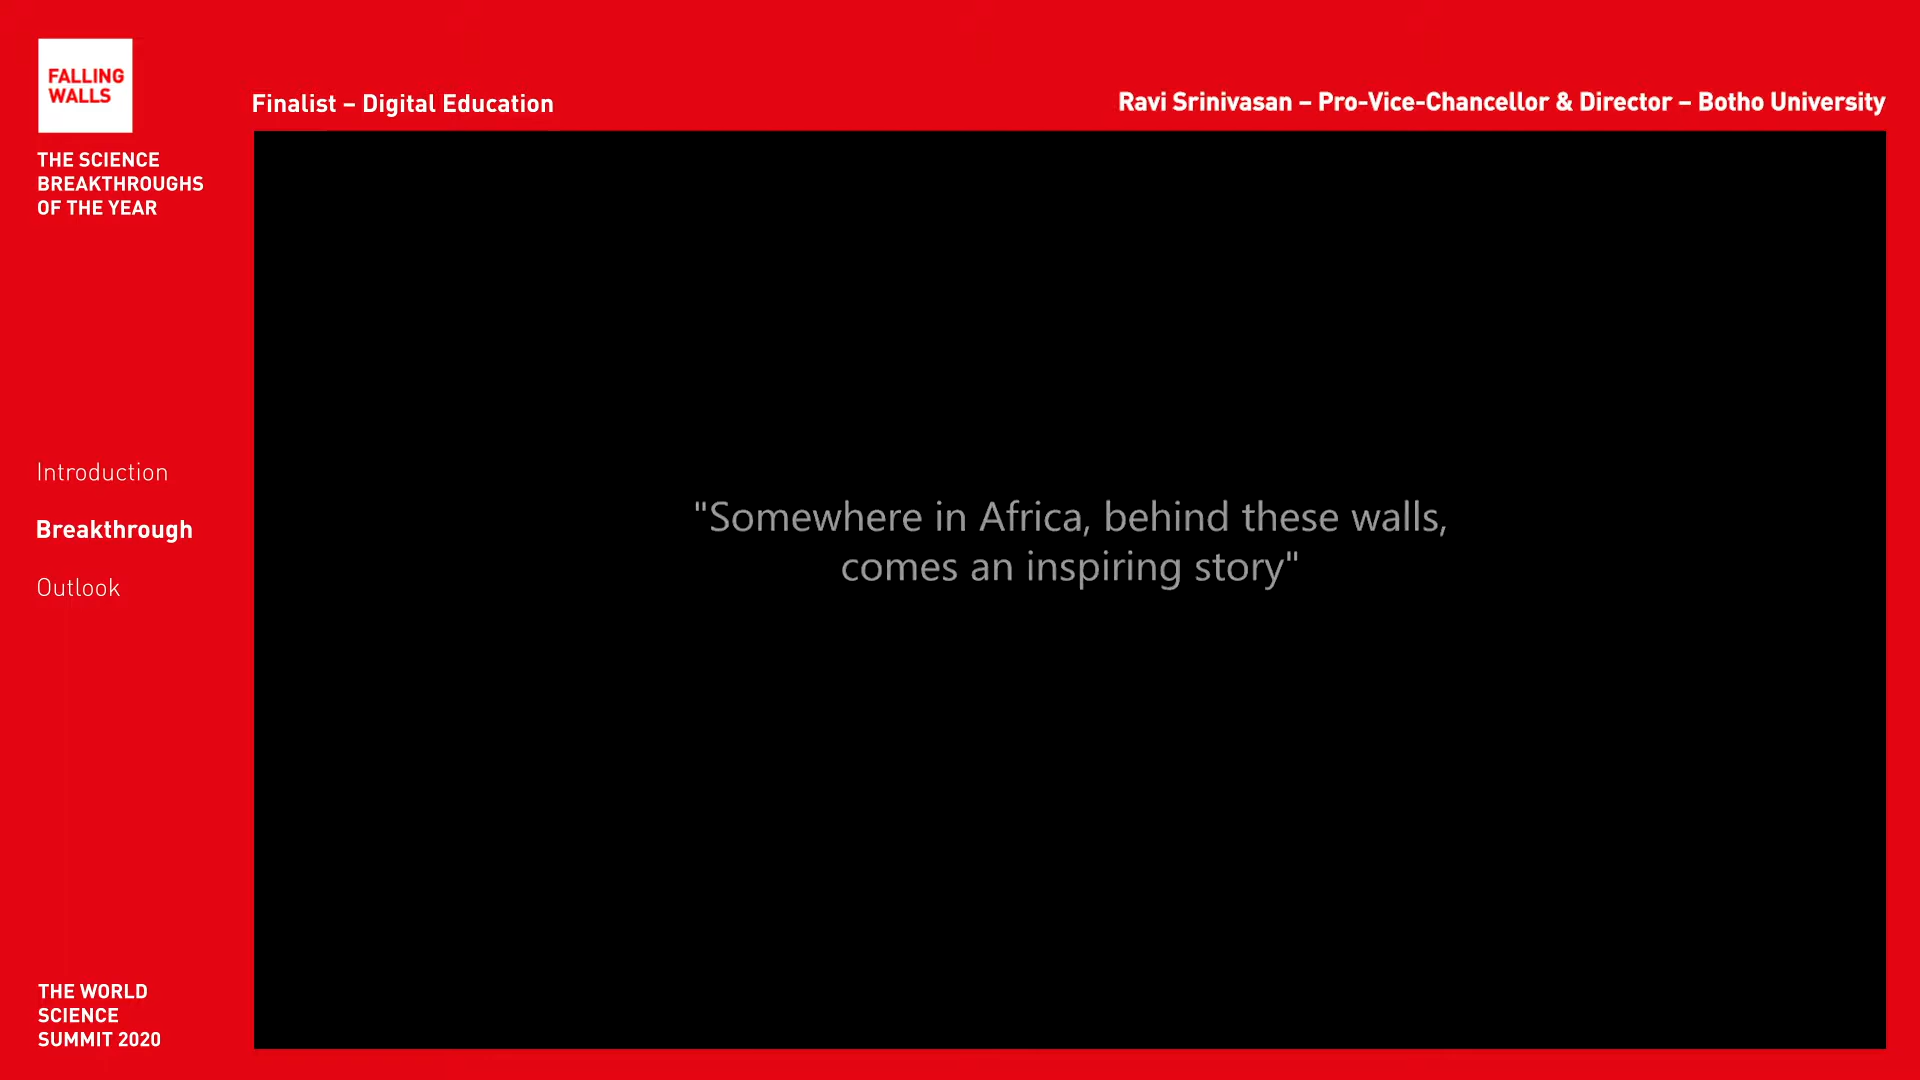 FALLING
WALLS
THE SCIENCE
BREAKTHROUGHS
OF THE YEAR
Finalist – Digital Education
Ravi Srinivasan – Pro-Vice-Chancellor & Director – Botho University
Introduction
Breakthrough
Outlook
"Somewhere in Africa, behind these walls,
comes an inspiring story"
THE WORLD
SCIENCE
SUMMIT 2020